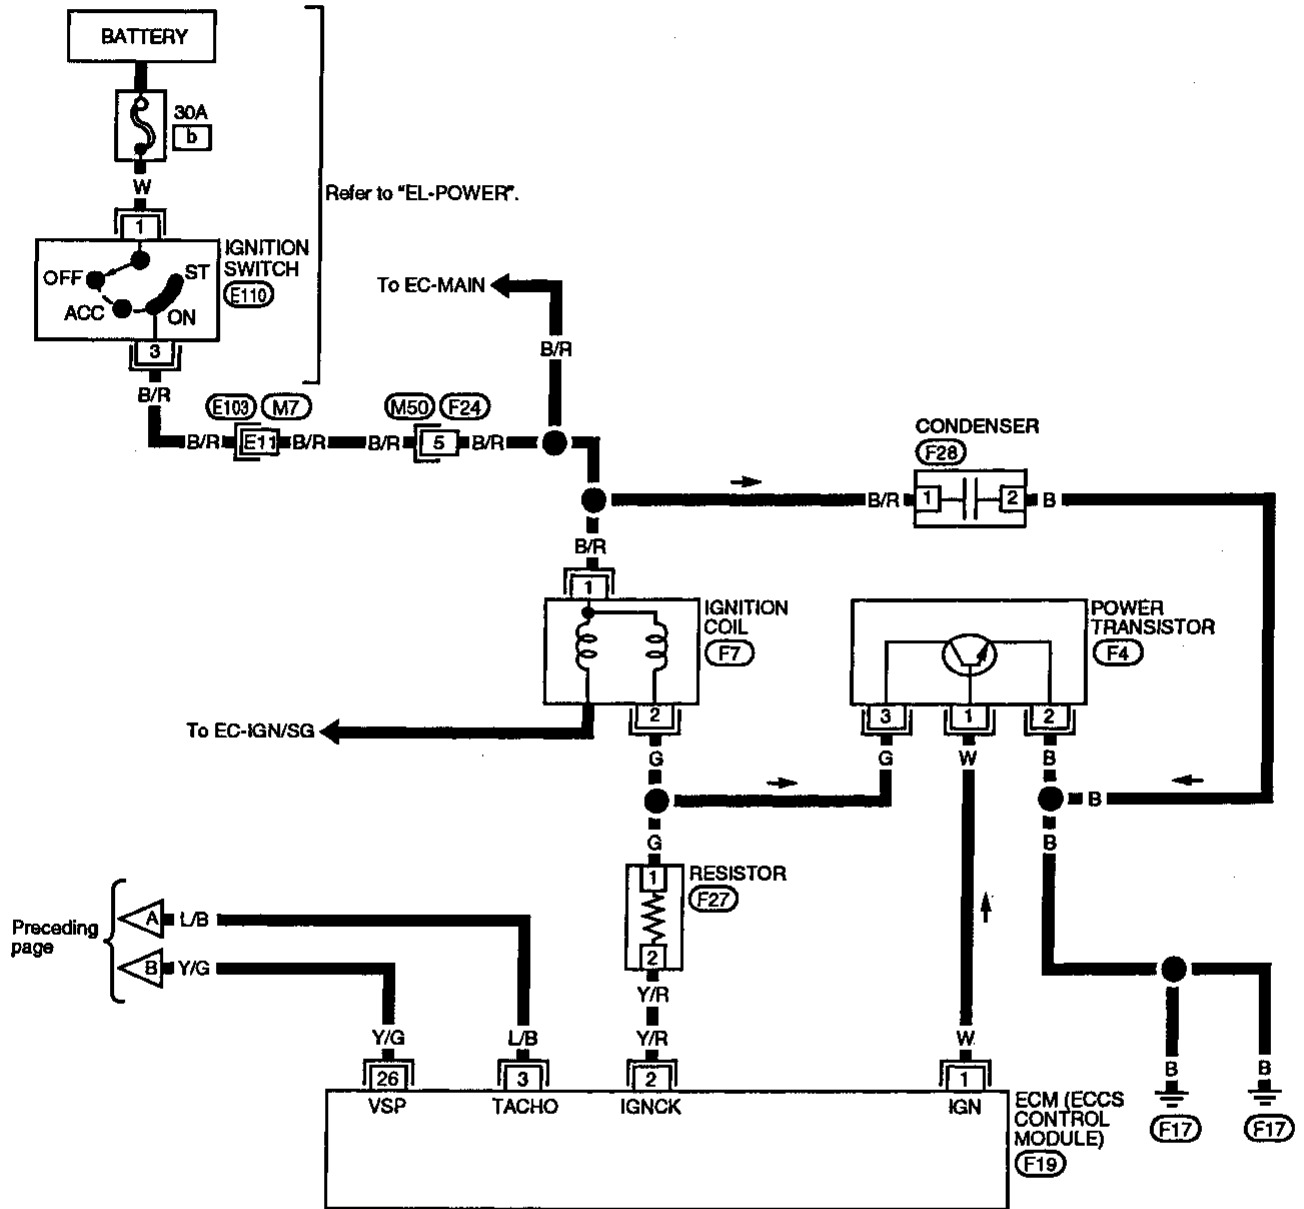 BATTERY
30A
b
W
Refer to "EL-POWER".
1
IGNITION
SWITCH
E110
OFF
ST
ACC
ON
3
To EC-MAIN
B/R
B/R
E103 M7
M50 F24
B/R E11 B/R B/R 5 B/R
CONDENSER
F28
B/R 1 2 B
B/R
1
IGNITION
COIL
F7
POWER
TRANSISTOR
F4
To EC-IGN/SG
2
3 1 2
G
G W B
B
G
B
1
RESISTOR
F27
2
Preceding
page
A L/B
B Y/G
Y/R
Y/G L/B Y/R W
26 3 2 1
VSP TACHO IGNCK IGN
ECM (ECCS
CONTROL
MODULE)
F19
B B
F17 F17